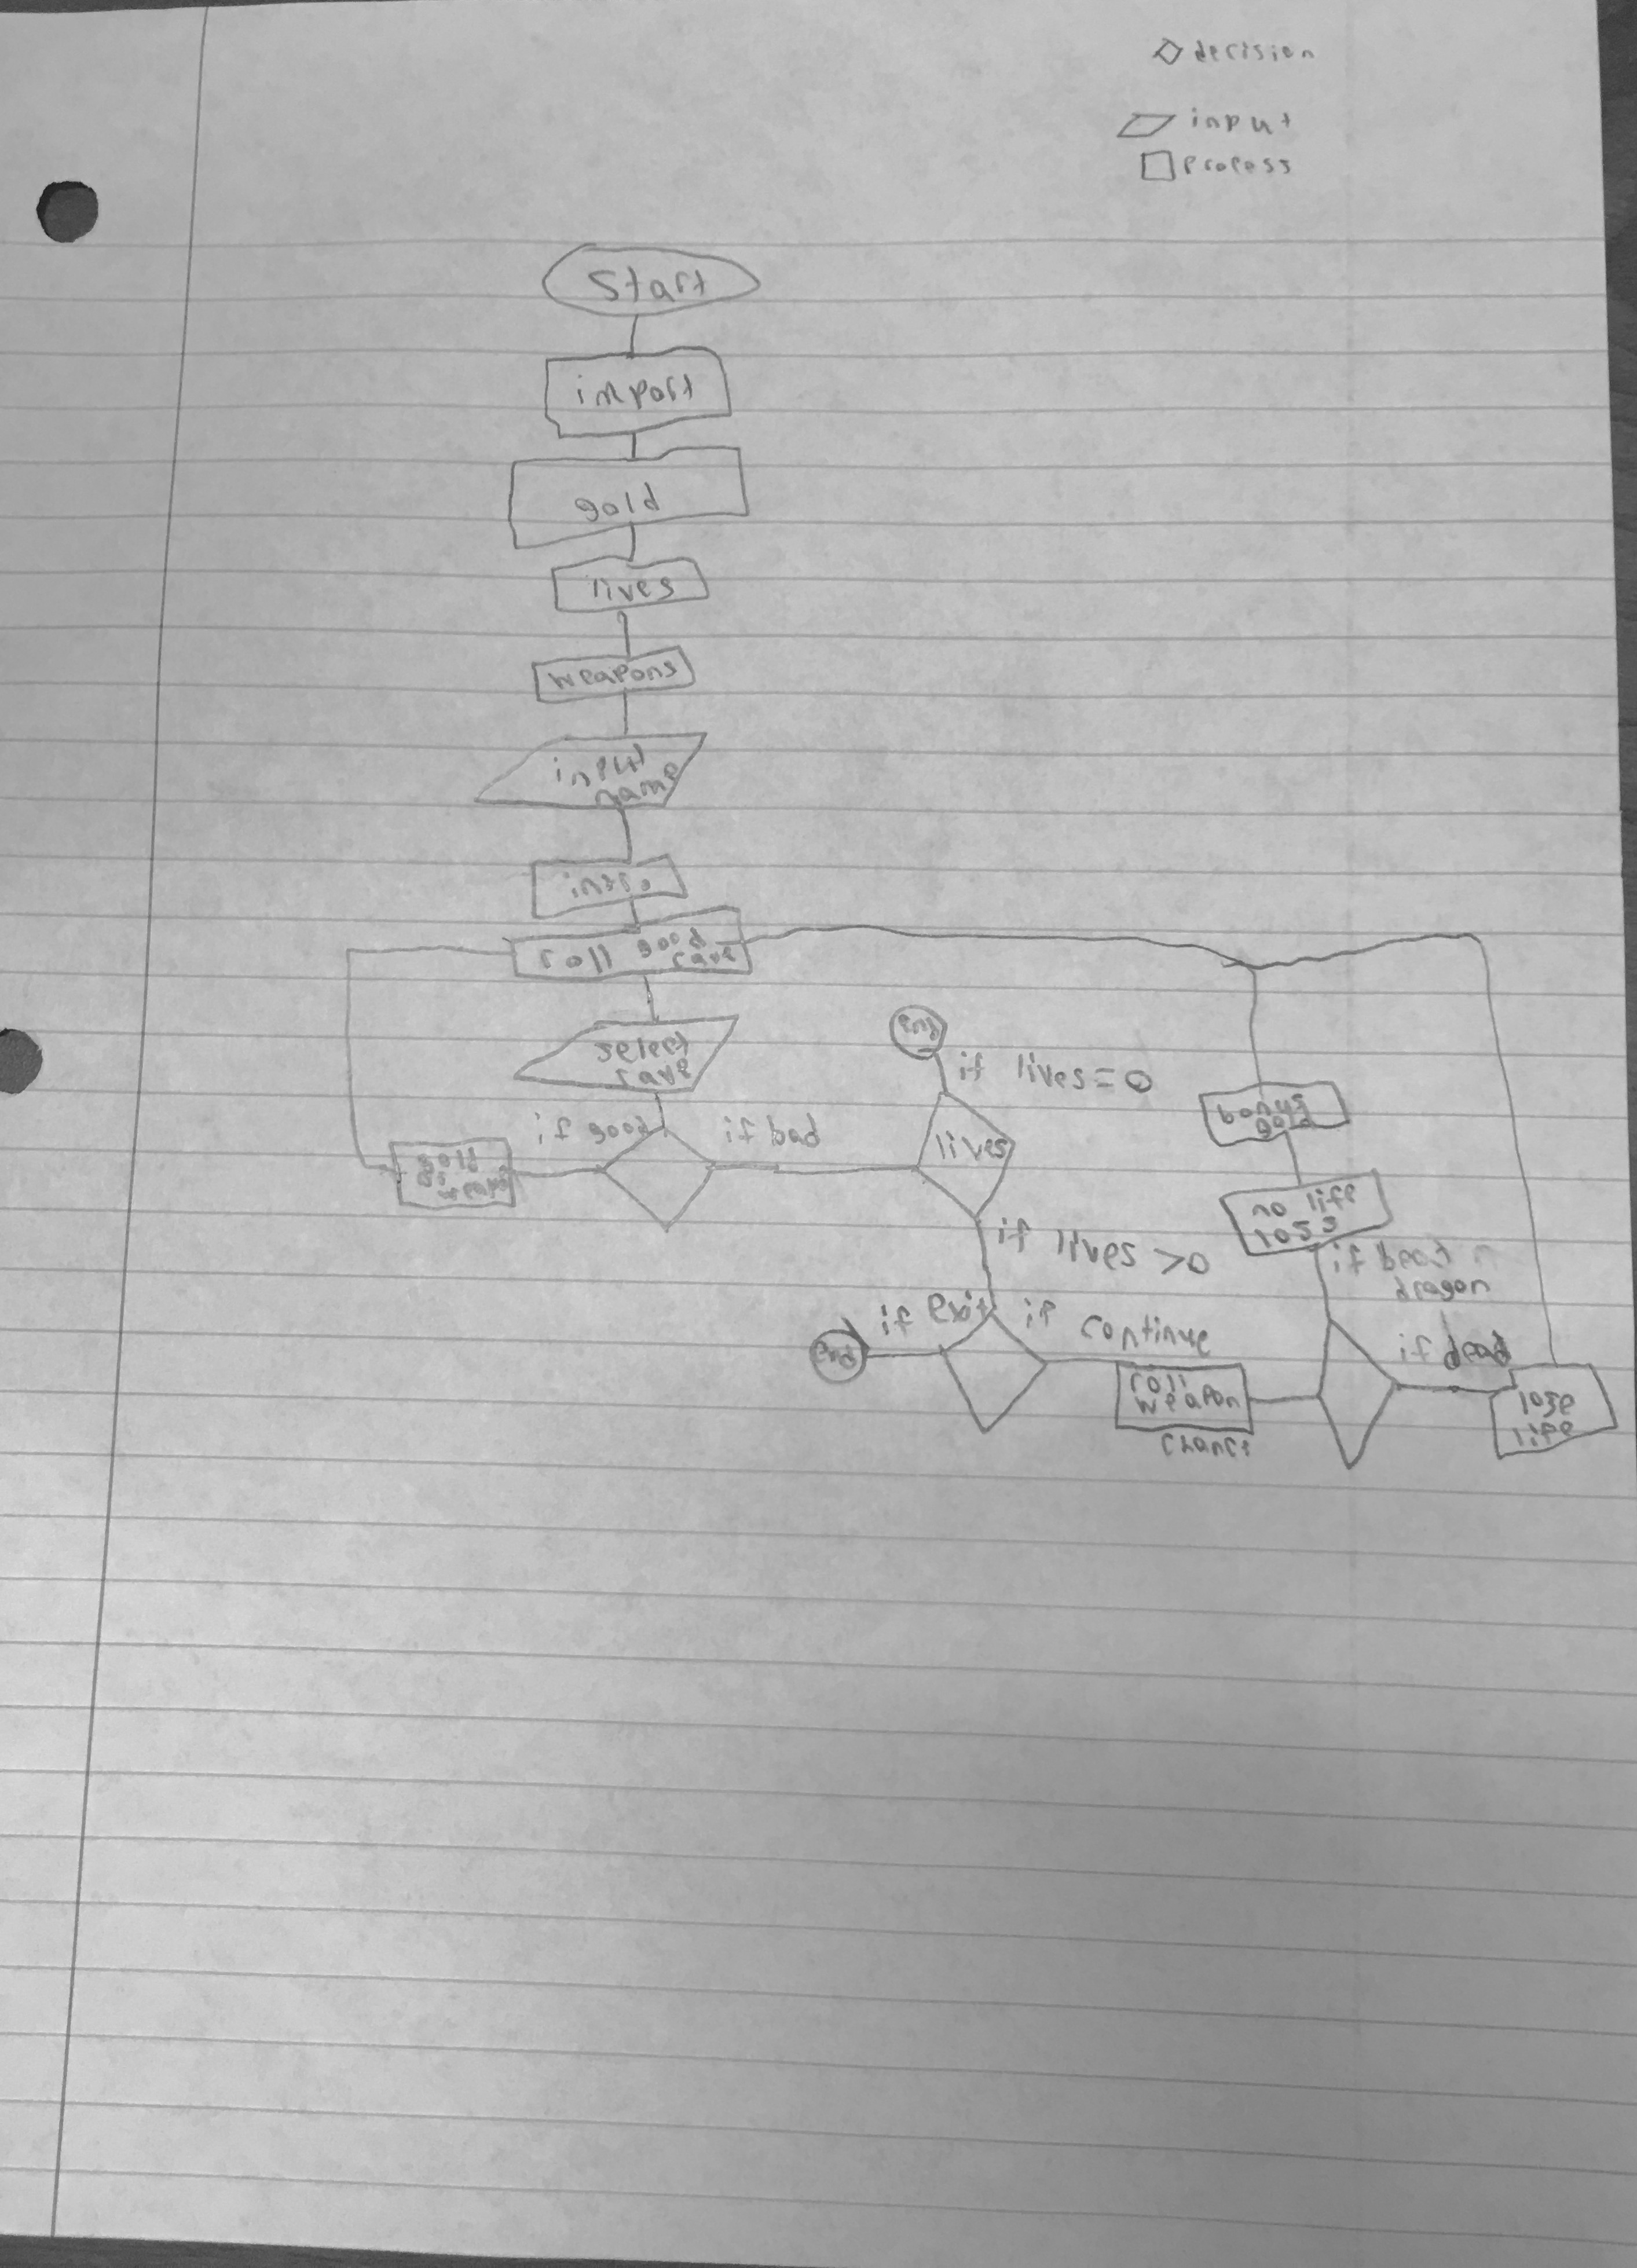 decision
input
process
Start
import
gold
lives
weapons
input
name
intro
roll good
cave
select
cave
if good
if bad
gold
or
weapon
end
if lives=0
lives
if lives >0
bonus
gold
no life
loss
if beat
dragon
if exit
if continue
end
roll
weapon
chance
if dead
lose
life